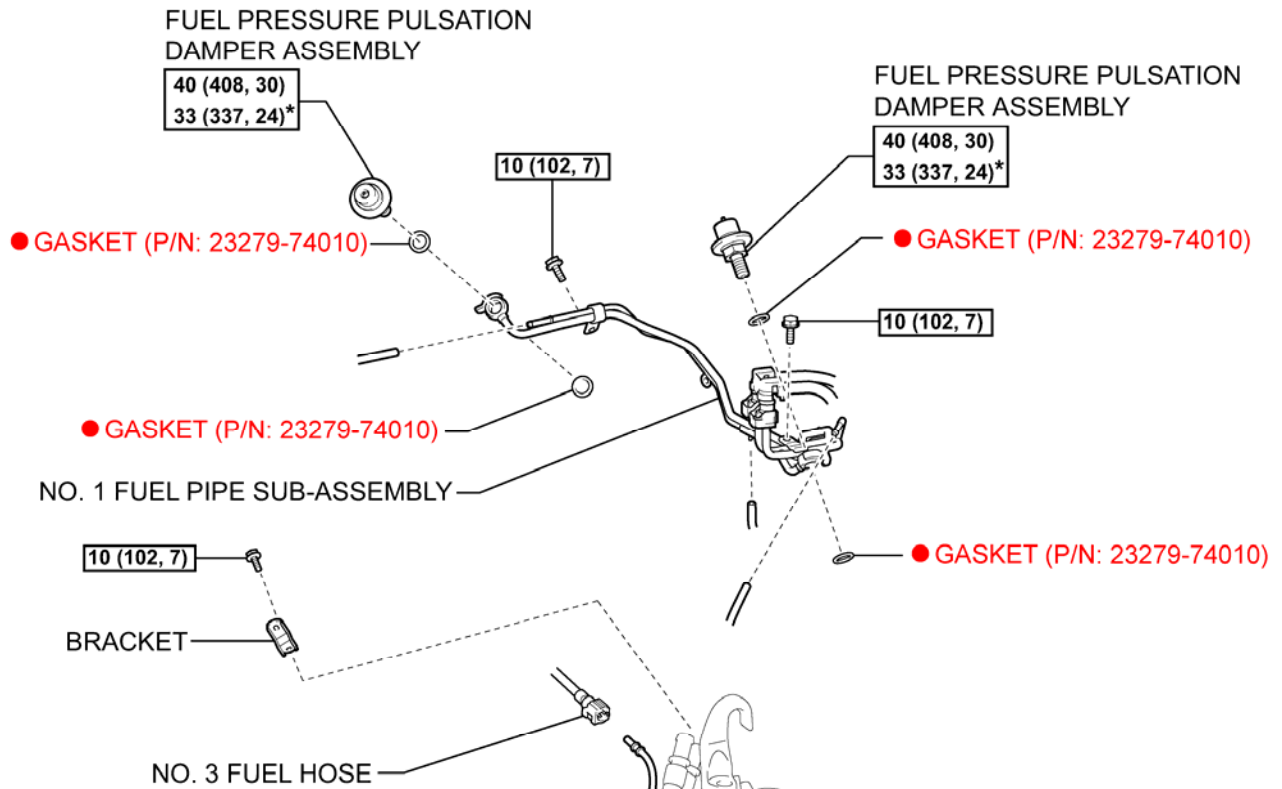 FUEL PRESSURE PULSATION
DAMPER ASSEMBLY
40 (408, 30)
33 (337, 24)*
FUEL PRESSURE PULSATION
DAMPER ASSEMBLY
40 (408, 30)
33 (337, 24)*
10 (102, 7)
● GASKET (P/N: 23279-74010)
● GASKET (P/N: 23279-74010)
10 (102, 7)
● GASKET (P/N: 23279-74010)
NO. 1 FUEL PIPE SUB-ASSEMBLY
10 (102, 7)
● GASKET (P/N: 23279-74010)
BRACKET
NO. 3 FUEL HOSE